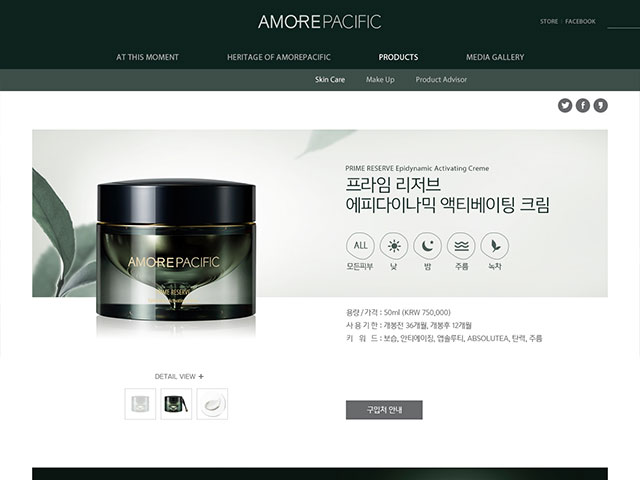 AMOREPACIFIC
STORE | FACEBOOK
AT THIS MOMENT
HERITAGE OF AMOREPACIFIC
PRODUCTS
MEDIA GALLERY
Skin Care
Make Up
Product Advisor
PRIME RESERVE Epidynamic Activating Creme
프라임 리저브
에피다이나믹 액티베이팅 크림
ALL
모든피부
낮
밤
주름
녹차
AMOREPACIFIC
PRIME RESERVE
용량/가격 : 50ml (KRW 750,000)
사 용 기 한 : 개봉전 36개월, 개봉후 12개월
키 워 드 : 보습, 안티에이징, 앱솔루티, ABSOLUTEA, 탄력, 주름
DETAIL VIEW +
구입처 안내